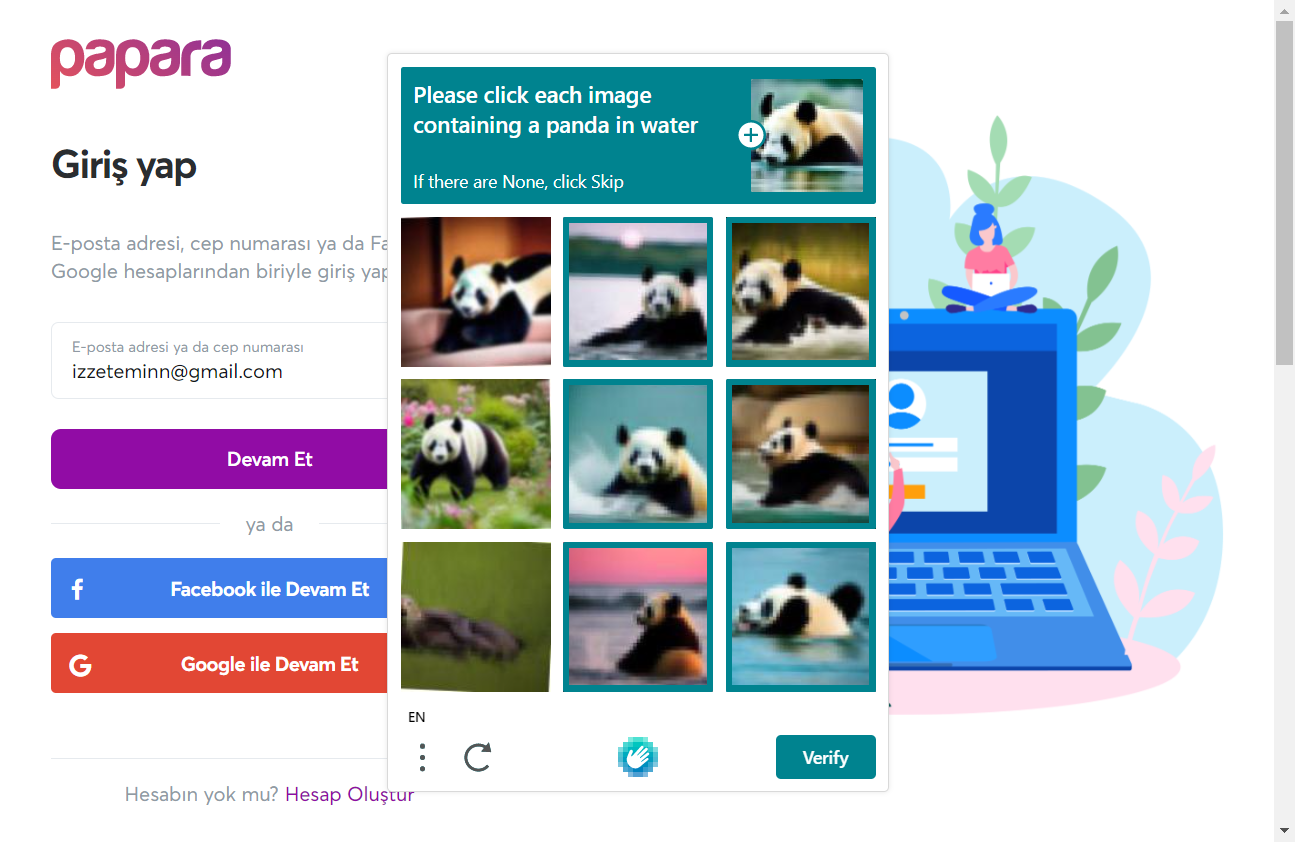 papara
Giriş yap
E-posta adresi, cep numarası ya da Fa
Google hesaplarından biriyle giriş yap
E-posta adresi ya da cep numarası
izzeteminn@gmail.com
Devam Et
ya da
Facebook ile Devam Et
Google ile Devam Et
Hesabın yok mu? Hesap Oluştur
Please click each image
containing a panda in water
If there are None, click Skip
EN
Verify